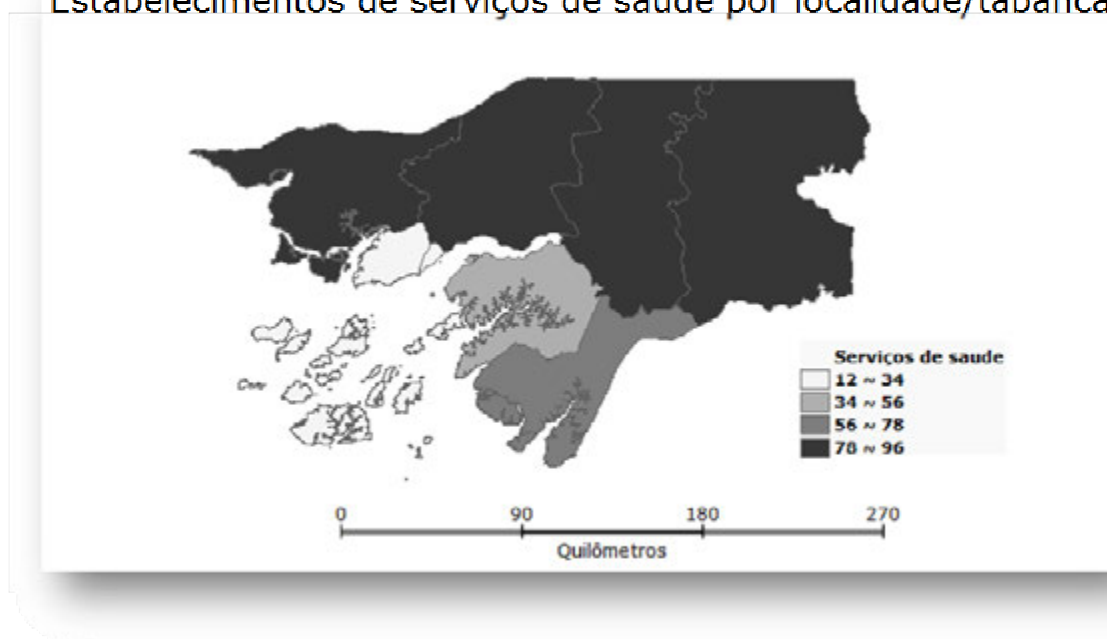 Estabelecimentos de serviços de saúde por localidade/tabanca
Serviços de saude
12 ~ 34
34 ~ 56
56 ~ 78
78 ~ 96
0 90 180 270
Quilômetros